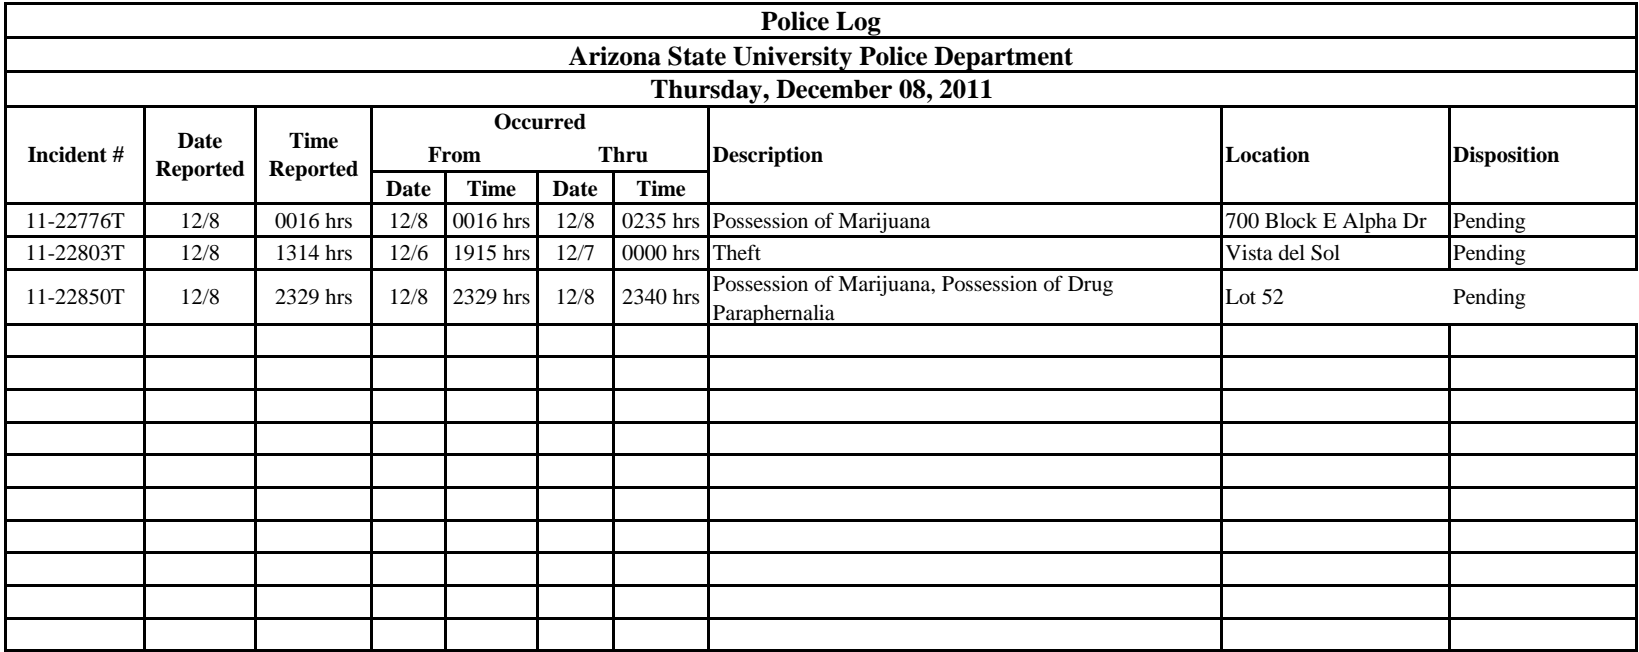 Police Log
Arizona State University Police Department
Thursday, December 08, 2011
Incident # Date Reported Time Reported Occurred Description Location Disposition
From Thru
Date Time Date Time
11-22776T 12/8 0016 hrs 12/8 0016 hrs 12/8 0235 hrs Possession of Marijuana 700 Block E Alpha Dr Pending
11-22803T 12/8 1314 hrs 12/6 1915 hrs 12/7 0000 hrs Theft Vista del Sol Pending
11-22850T 12/8 2329 hrs 12/8 2329 hrs 12/8 2340 hrs Possession of Marijuana, Possession of Drug Paraphernalia Lot 52 Pending